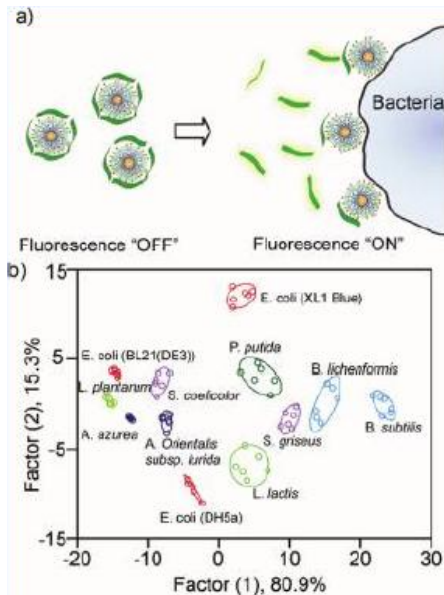 a)
Bacteria
Fluorescence "OFF"
Fluorescence "ON"
b)
15
E. coli (XL1 Blue)
E. coli (BL21(DE3))
P. putida
B. lichenformis
5
L. plantarum
S. coelicolor
A. azurea
A. Orientalis
subsp. lurida
S. griseus
B. subtilis
-5
L. lactis
E. coli (DH5a)
-15
-20
-10
0
10
20
30
Factor (2), 15.3%
Factor (1), 80.9%